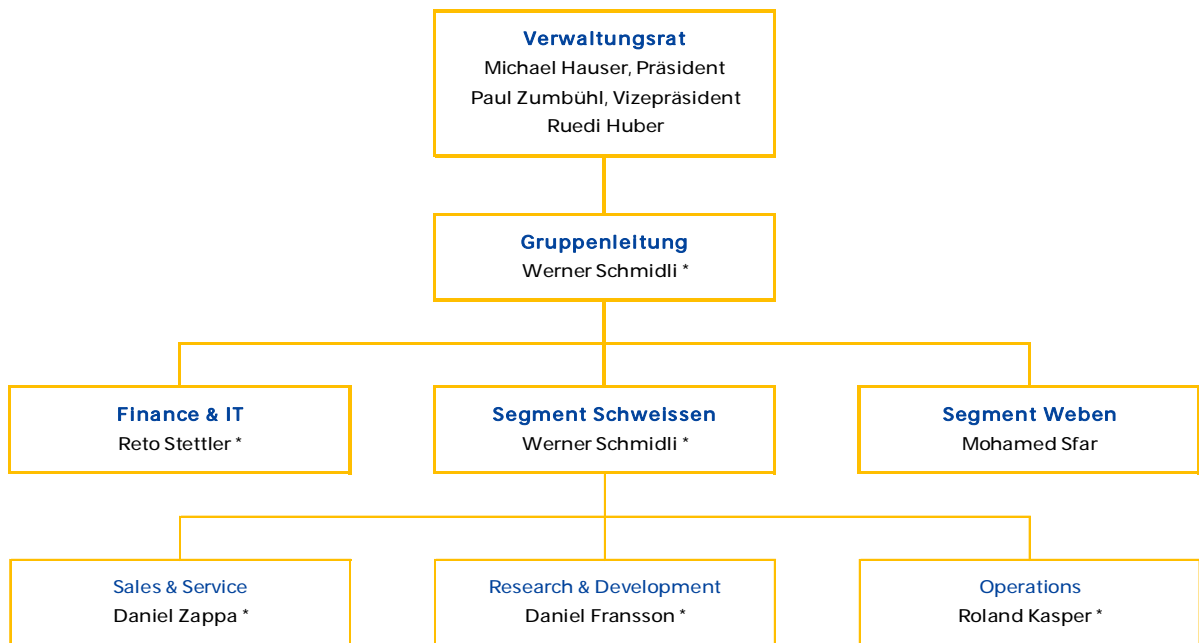 Verwaltungsrat
Michael Hauser, Präsident
Paul Zumbühl, Vizepräsident
Ruedi Huber
Gruppenleitung
Werner Schmidli *
Finance & IT
Reto Stettler *
Segment Schweissen
Werner Schmidli *
Segment Weben
Mohamed Sfar
Sales & Service
Daniel Zappa *
Research & Development
Daniel Fransson *
Operations
Roland Kasper *